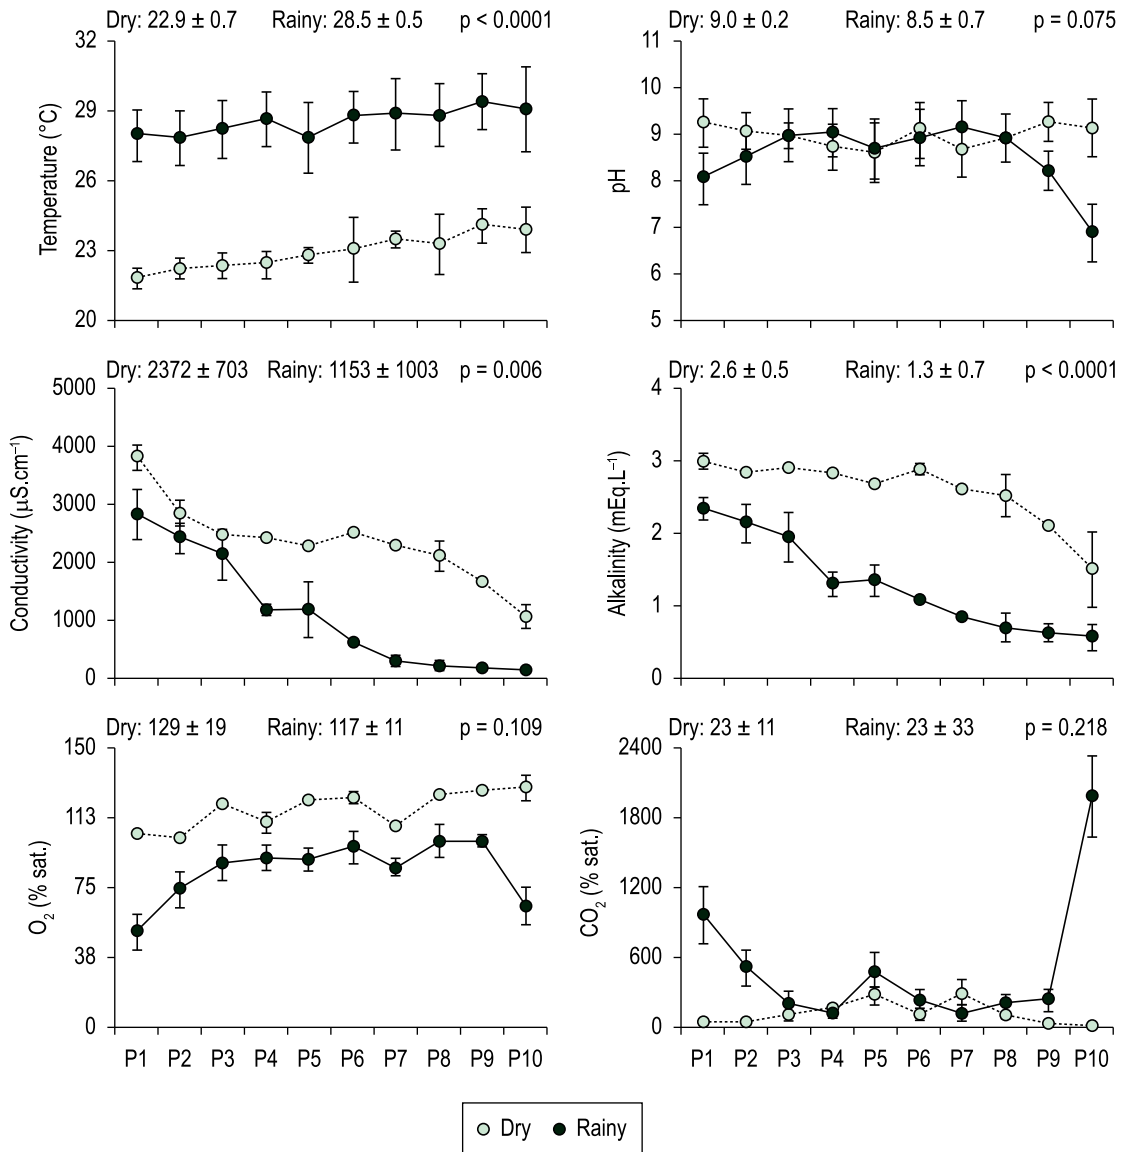 Dry: 22.9 ± 0.7 Rainy: 28.5 ± 0.5 p < 0.0001
32
29
26
23
20
Temperature (°C)
Dry: 9.0 ± 0.2 Rainy: 8.5 ± 0.7 p = 0.075
11
10
9
8
7
6
5
pH
Dry: 2372 ± 703 Rainy: 1153 ± 1003 p = 0.006
5000
4000
3000
2000
1000
0
Conductivity (µS.cm⁻¹)
Dry: 2.6 ± 0.5 Rainy: 1.3 ± 0.7 p < 0.0001
4
3
2
1
0
Alkalinity (mEq.L⁻¹)
Dry: 129 ± 19 Rainy: 117 ± 11 p = 0.109
150
113
75
38
0
O₂ (% sat.)
P1 P2 P3 P4 P5 P6 P7 P8 P9 P10
Dry: 23 ± 11 Rainy: 23 ± 33 p = 0.218
2400
1800
1200
600
0
CO₂ (% sat.)
P1 P2 P3 P4 P5 P6 P7 P8 P9 P10
Dry Rainy